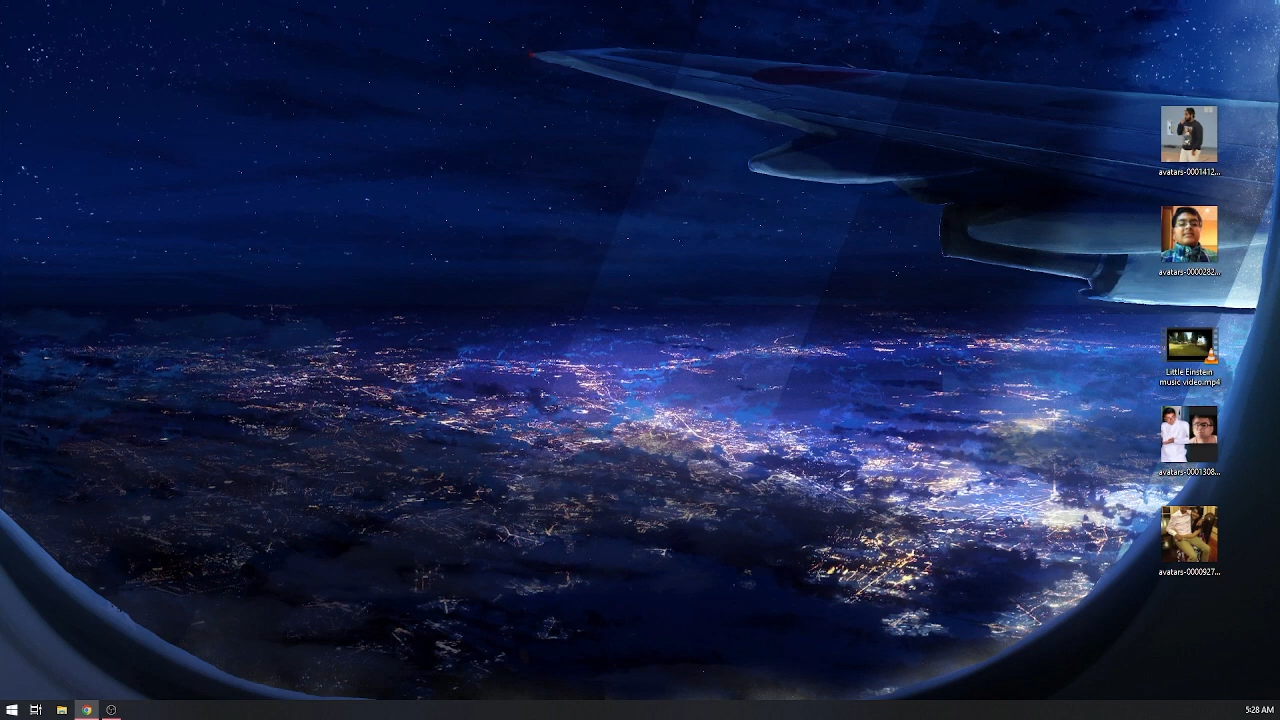 avatars-0001412...
avatars-0000282...
Little Einstein
music video.mp4
avatars-0001308...
avatars-0000927...
5:28 AM